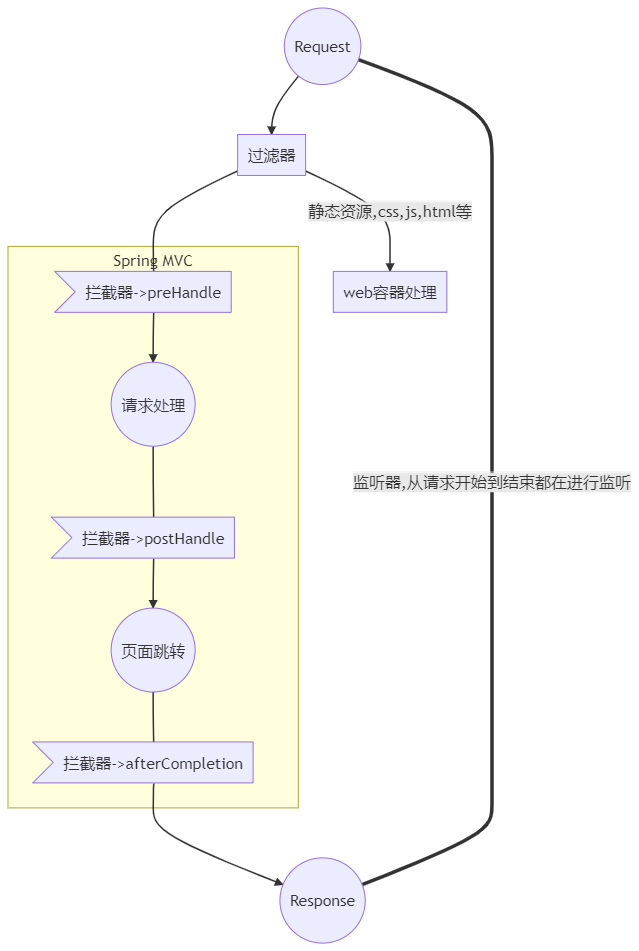 Request
过滤器
静态资源,css,js,html等
Spring MVC
拦截器->preHandle
web容器处理
请求处理
监听器,从请求开始到结束都在进行监听
拦截器->postHandle
页面跳转
拦截器->afterCompletion
Response